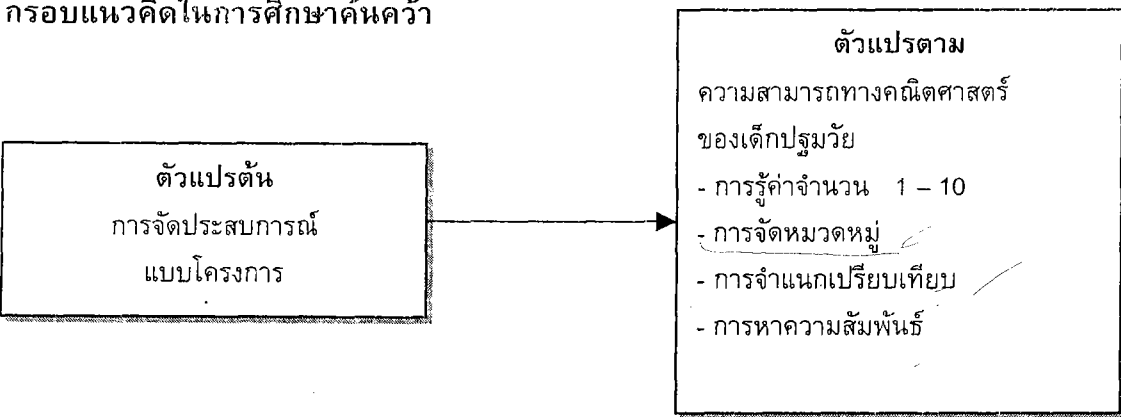 กรอบแนวคิดในการศึกษาค้นคว้า
ตัวแปรต้น
การจัดประสบการณ์
แบบโครงการ
ตัวแปรตาม
ความสามารถทางคณิตศาสตร์
ของเด็กปฐมวัย
- การรู้ค่าจำนวน 1 – 10
- การจัดหมวดหมู่
- การจำแนกเปรียบเทียบ
- การหาความสัมพันธ์